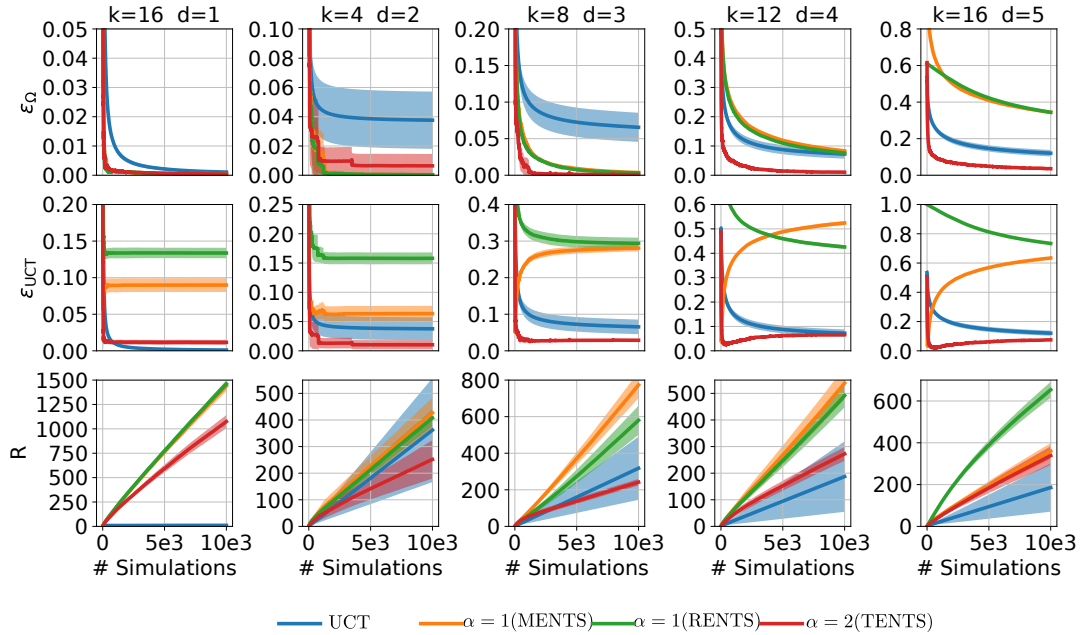 k=16 d=1 k=4 d=2 k=8 d=3 k=12 d=4 k=16 d=5
ε_Ω
0.05 0.04 0.03 0.02 0.01 0.00
0.10 0.08 0.06 0.04 0.02 0.00
0.20 0.15 0.10 0.05 0.00
0.5 0.4 0.3 0.2 0.1 0.0
0.8 0.6 0.4 0.2 0.0
ε_UCT
0.20 0.15 0.10 0.05 0.00
0.25 0.20 0.15 0.10 0.05 0.00
0.4 0.3 0.2 0.1 0.0
0.6 0.5 0.4 0.3 0.2 0.1 0.0
1.0 0.8 0.6 0.4 0.2 0.0
R
1500 1250 1000 750 500 250 0
500 400 300 200 100 0
800 600 400 200 0
500 400 300 200 100 0
600 400 200 0
0 5e3 10e3 0 5e3 10e3 0 5e3 10e3 0 5e3 10e3 0 5e3 10e3
# Simulations # Simulations # Simulations # Simulations # Simulations
UCT α = 1(MENTS) α = 1(RENTS) α = 2(TENTS)